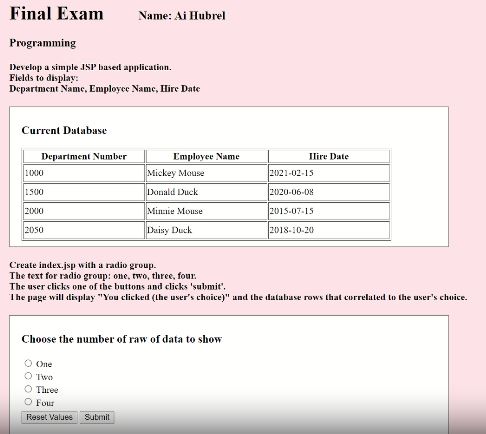 Final Exam Name: Ai Hubrel
Programming
Develop a simple JSP based application.
Fields to display:
Department Name, Employee Name, Hire Date
Current Database
Department Number Employee Name Hire Date
1000 Mickey Mouse 2021-02-15
1500 Donald Duck 2020-06-08
2000 Minnie Mouse 2015-07-15
2050 Daisy Duck 2018-10-20
Create index.jsp with a radio group.
The text for radio group: one, two, three, four.
The user clicks one of the buttons and clicks 'submit'.
The page will display "You clicked (the user's choice)" and the database rows that correlated to the user's choice.
Choose the number of raw of data to show
One
Two
Three
Four
Reset Values Submit